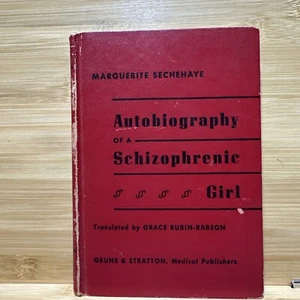 MARGUERITE SECHEHAYE
Autobiography
OF A
Schizophrenic
Girl
Translated by GRACE RUBIN-RABSON
GRUNE & STRATTON, Medical Publishers